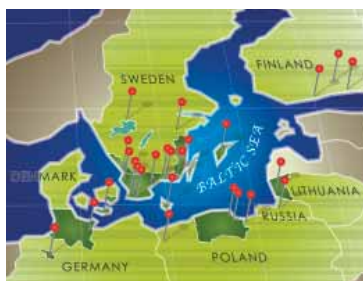 FINLAND
SWEDEN
BALTIC SEA
DENMARK
LITHUANIA
RUSSIA
POLAND
GERMANY